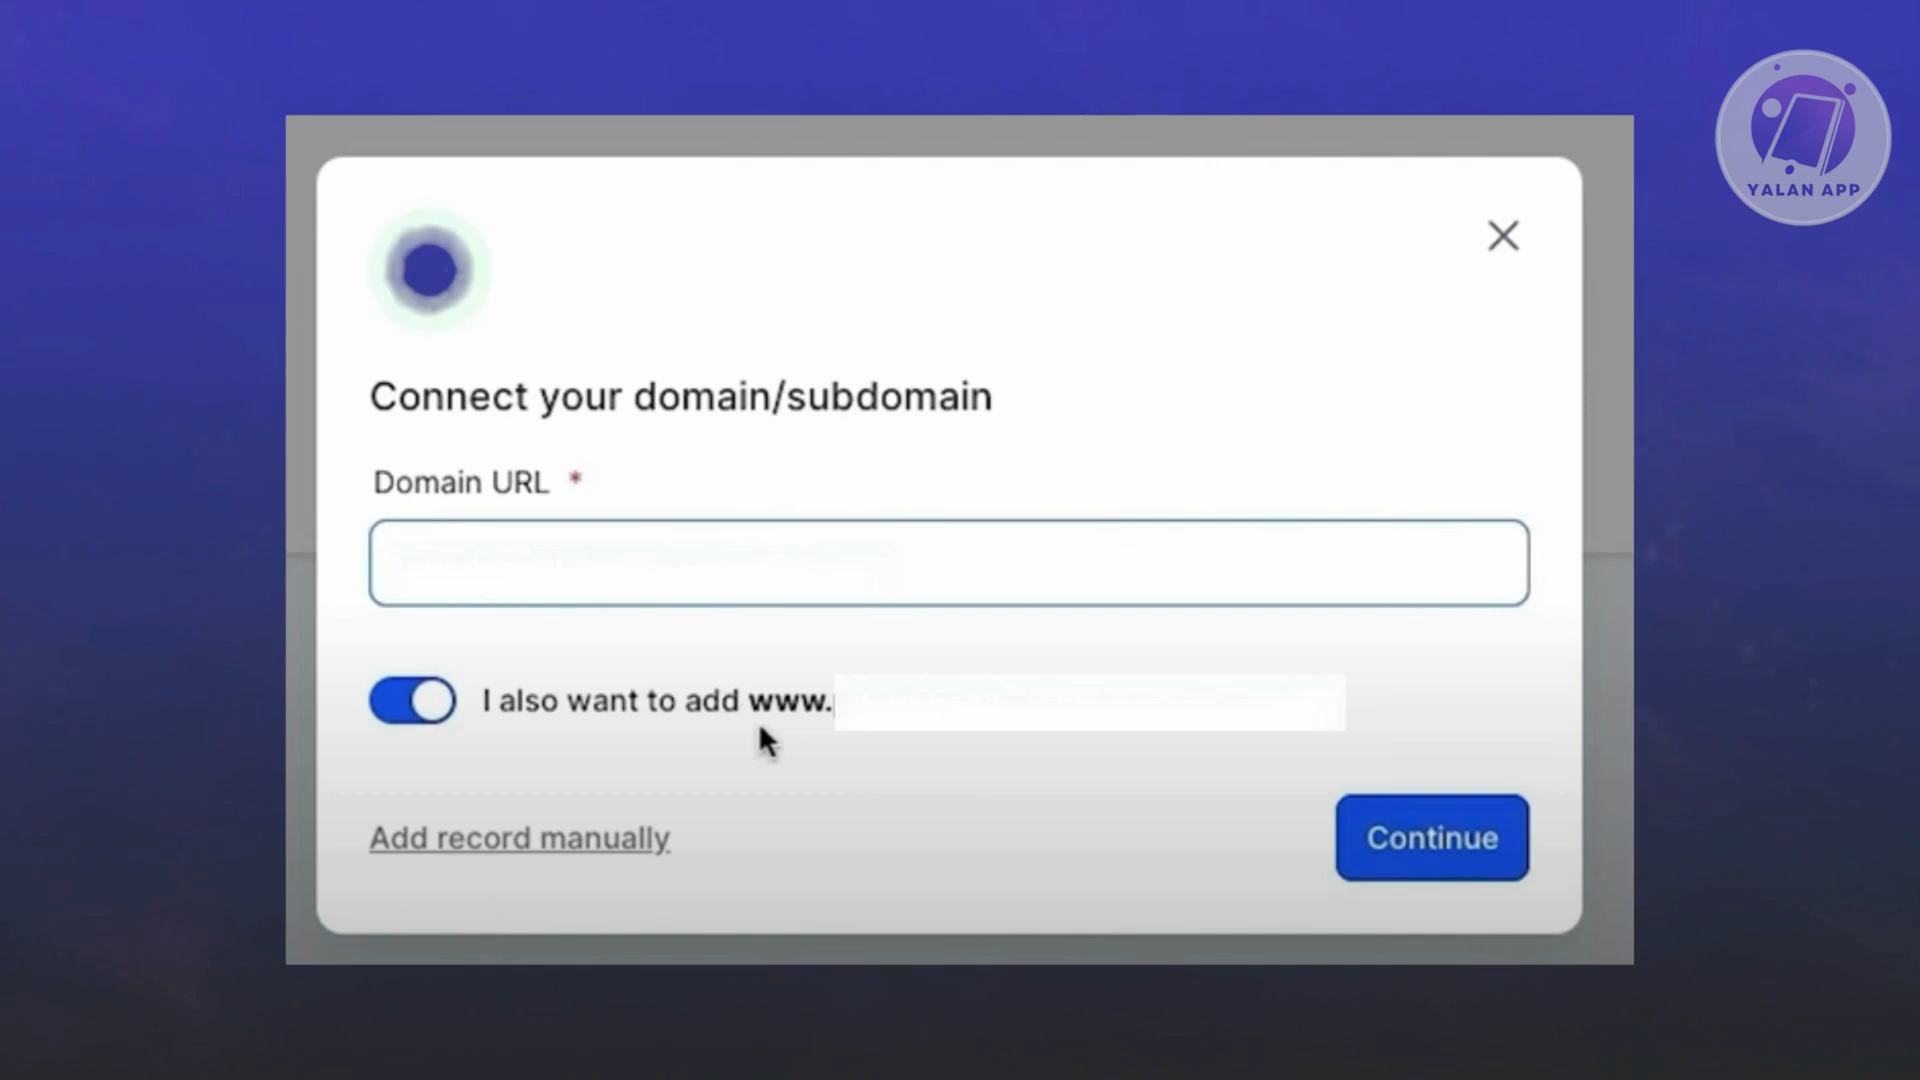 YALAN APP
Connect your domain/subdomain
Domain URL *
I also want to add www.
Add record manually
Continue